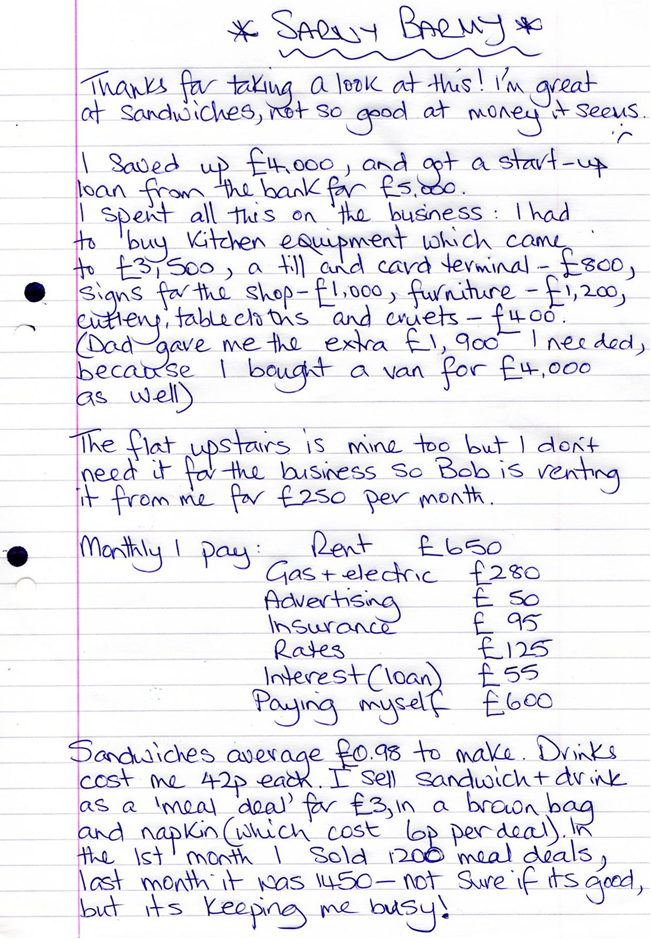 * SARNY BARMY *
Thanks for taking a look at this! I'm great
at sandwiches, not so good at money it seems.
:(
I saved up £4,000, and got a start-up
loan from the bank for £5,000.
I spent all this on the business: I had
to buy kitchen equipment which came
to £3,500, a till and card terminal - £800,
signs for the shop - £1,000, furniture - £1,200,
cutlery, tablecloths and cruets - £400.
(Dad gave me the extra £1,900 I needed,
because I bought a van for £4,000
as well)
The flat upstairs is mine too but I don't
need it for the business so Bob is renting
it from me for £250 per month.
Monthly I pay: Rent £650
Gas + electric £280
Advertising £ 50
Insurance £ 95
Rates £125
Interest (loan) £ 55
Paying myself £600
Sandwiches average £0.98 to make. Drinks
cost me 42p each. I sell sandwich + drink
as a 'meal deal' for £3, in a brown bag
and napkin (which cost 6p per deal). In
the 1st month I sold 1200 meal deals,
last month it was 1450 - not sure if its good,
but its keeping me busy!